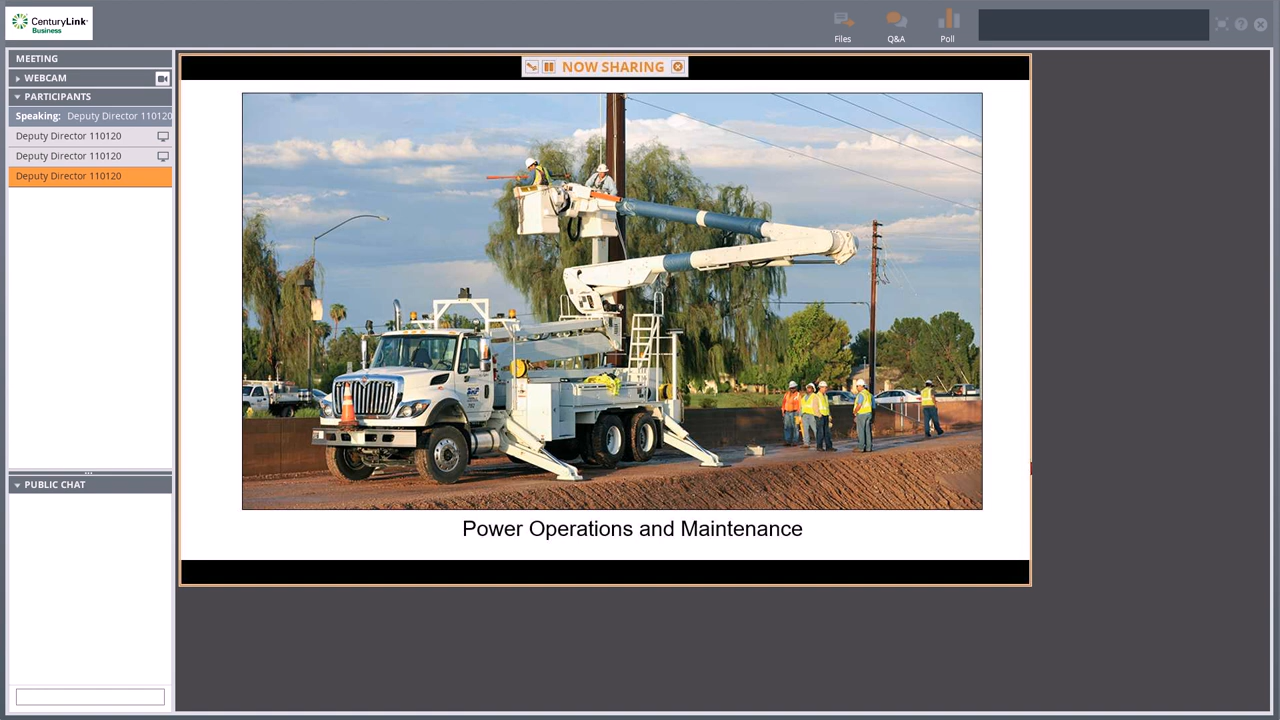 CenturyLink
Business
Files
Q&A
Poll
MEETING
WEBCAM
PARTICIPANTS
Speaking: Deputy Director 110120
Deputy Director 110120
Deputy Director 110120
Deputy Director 110120
PUBLIC CHAT
NOW SHARING
Power Operations and Maintenance